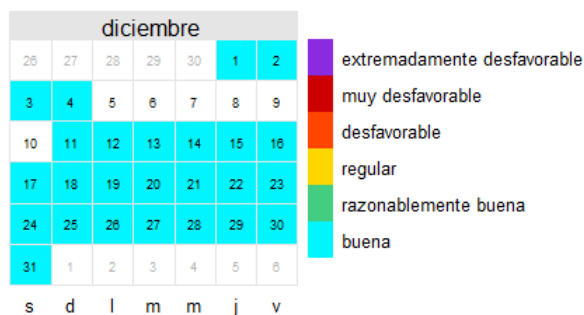 diciembre
26 27 28 29 30 1 2
3 4 5 6 7 8 9
10 11 12 13 14 15 16
17 18 19 20 21 22 23
24 25 26 27 28 29 30
31 1 2 3 4 5 6
s d l m m j v
extremadamente desfavorable
muy desfavorable
desfavorable
regular
razonablemente buena
buena